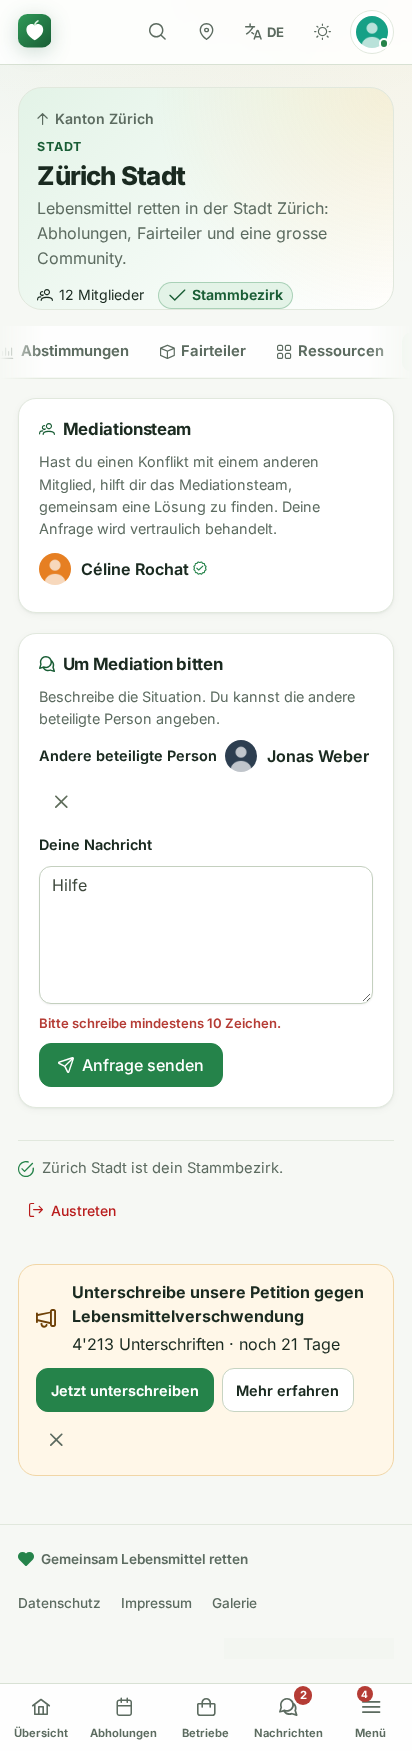 DE
Kanton Zürich
STADT
Zürich Stadt
Lebensmittel retten in der Stadt Zürich:
Abholungen, Fairteiler und eine grosse
Community.
12 Mitglieder Stammbezirk
Abstimmungen Fairteiler Ressourcen
Mediationsteam
Hast du einen Konflikt mit einem anderen
Mitglied, hilft dir das Mediationsteam,
gemeinsam eine Lösung zu finden. Deine
Anfrage wird vertraulich behandelt.
Céline Rochat
Um Mediation bitten
Beschreibe die Situation. Du kannst die andere
beteiligte Person angeben.
Andere beteiligte Person Jonas Weber
Deine Nachricht
Hilfe
Bitte schreibe mindestens 10 Zeichen.
Anfrage senden
Zürich Stadt ist dein Stammbezirk.
Austreten
Unterschreibe unsere Petition gegen
Lebensmittelverschwendung
4'213 Unterschriften · noch 21 Tage
Jetzt unterschreiben Mehr erfahren
Gemeinsam Lebensmittel retten
Datenschutz Impressum Galerie
2 4
Übersicht Abholungen Betriebe Nachrichten Menü